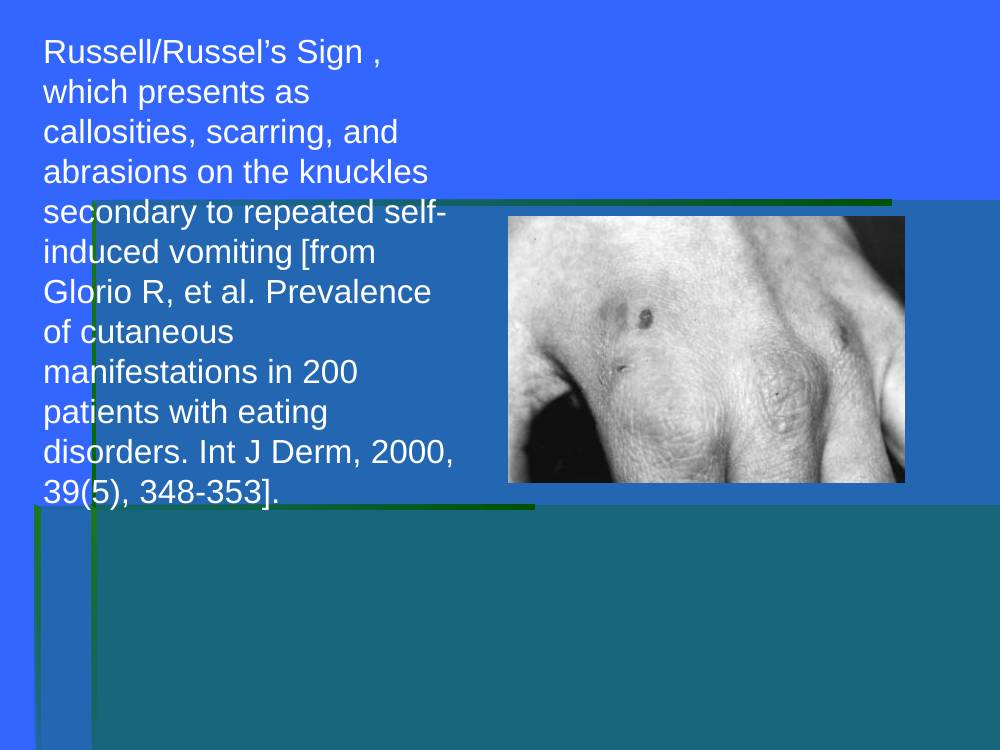 Russell/Russel’s Sign ,
which presents as
callosities, scarring, and
abrasions on the knuckles
secondary to repeated self-
induced vomiting [from
Glorio R, et al. Prevalence
of cutaneous
manifestations in 200
patients with eating
disorders. Int J Derm, 2000,
39(5), 348-353].